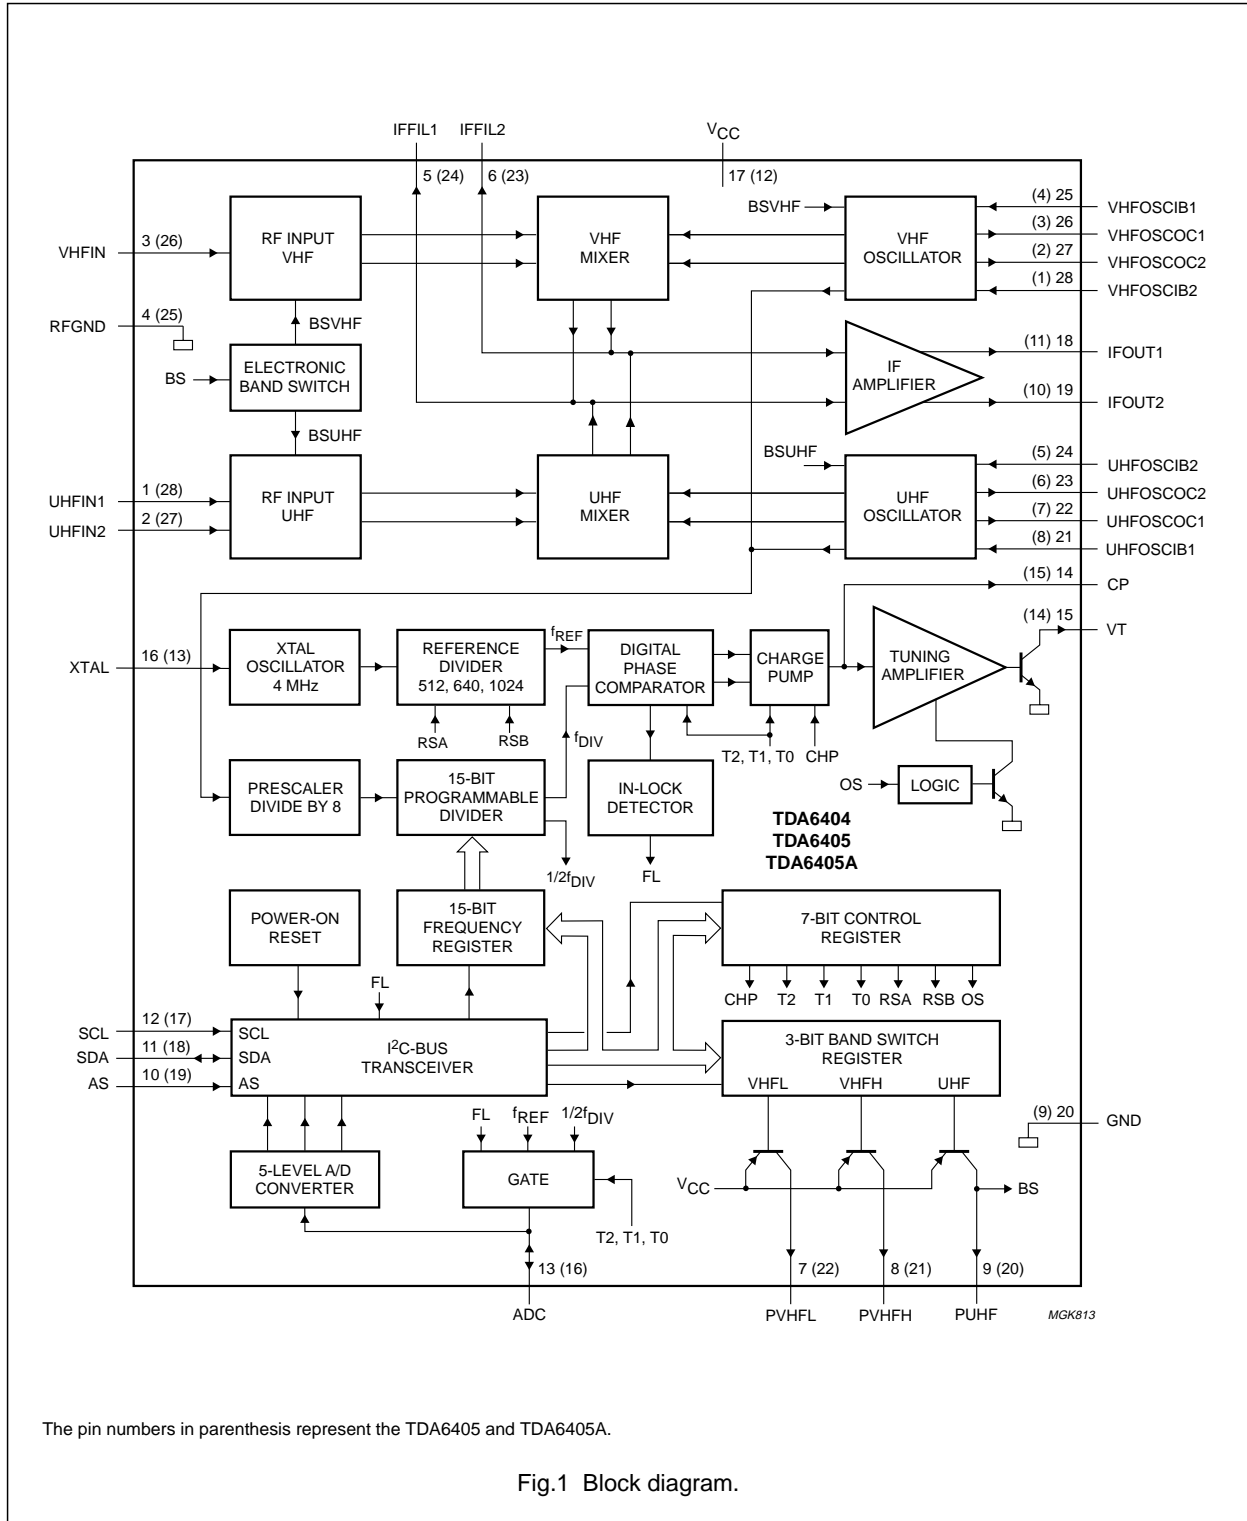 IFFIL1
IFFIL2
VCC
5 (24)
6 (23)
17 (12)
VHFIN
3 (26)
RF INPUT
VHF
VHF
MIXER
BSVHF
VHF
OSCILLATOR
(4) 25
VHFOSCIB1
(3) 26
VHFOSCOC1
(2) 27
VHFOSCOC2
(1) 28
VHFOSCIB2
RFGND
4 (25)
BSVHF
BS
ELECTRONIC
BAND SWITCH
BSUHF
IF
AMPLIFIER
(11) 18
IFOUT1
(10) 19
IFOUT2
UHFIN1
1 (28)
UHFIN2
2 (27)
RF INPUT
UHF
UHF
MIXER
BSUHF
UHF
OSCILLATOR
(5) 24
UHFOSCIB2
(6) 23
UHFOSCOC2
(7) 22
UHFOSCOC1
(8) 21
UHFOSCIB1
(15) 14
CP
(14) 15
VT
XTAL
16 (13)
XTAL
OSCILLATOR
4 MHz
REFERENCE
DIVIDER
512, 640, 1024
fREF
DIGITAL
PHASE
COMPARATOR
CHARGE
PUMP
TUNING
AMPLIFIER
RSA
RSB
fDIV
T2, T1, T0
CHP
PRESCALER
DIVIDE BY 8
15-BIT
PROGRAMMABLE
DIVIDER
IN-LOCK
DETECTOR
OS
LOGIC
1/2fDIV
FL
TDA6404
TDA6405
TDA6405A
POWER-ON
RESET
15-BIT
FREQUENCY
REGISTER
7-BIT CONTROL
REGISTER
FL
CHP
T2
T1
T0
RSA
RSB
OS
SCL
12 (17)
SCL
SDA
11 (18)
SDA
AS
10 (19)
AS
I2C-BUS
TRANSCEIVER
3-BIT BAND SWITCH
REGISTER
VHFL
VHFH
UHF
(9) 20
GND
FL
fREF
1/2fDIV
5-LEVEL A/D
CONVERTER
GATE
T2, T1, T0
VCC
BS
13 (16)
7 (22)
8 (21)
9 (20)
ADC
PVHFL
PVHFH
PUHF
MGK813
The pin numbers in parenthesis represent the TDA6405 and TDA6405A.
Fig.1 Block diagram.